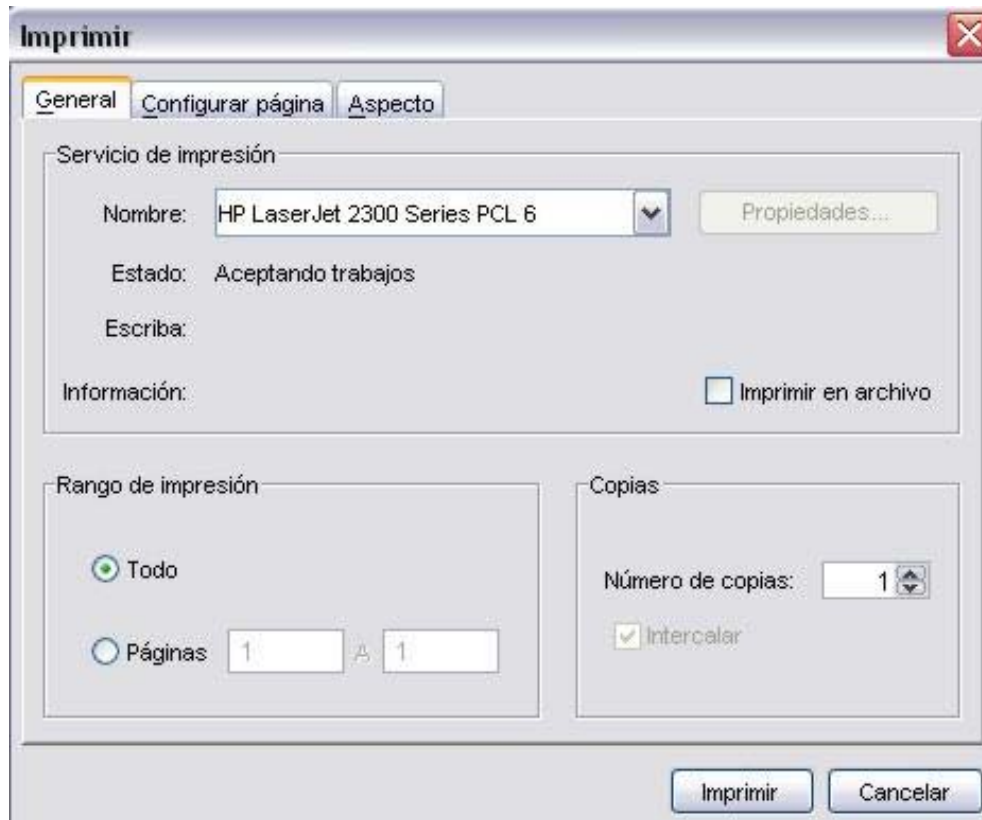 Imprimir
General Configurar página Aspecto
Servicio de impresión
Nombre: HP LaserJet 2300 Series PCL 6 Propiedades...
Estado: Aceptando trabajos
Escriba:
Información: Imprimir en archivo
Rango de impresión
Todo
Páginas 1 A 1
Copias
Número de copias: 1
Intercalar
Imprimir Cancelar